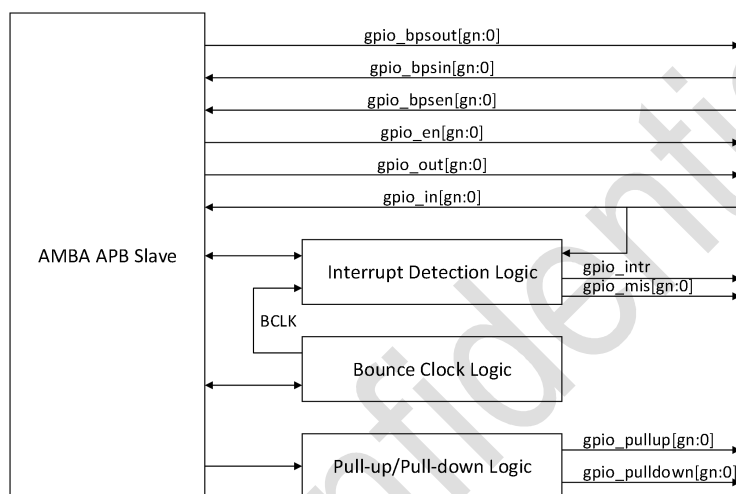 gpio_bpsout[gn:0]
gpio_bpsin[gn:0]
gpio_bpsen[gn:0]
gpio_en[gn:0]
gpio_out[gn:0]
gpio_in[gn:0]
AMBA APB Slave
Interrupt Detection Logic
gpio_intr
gpio_mis[gn:0]
BCLK
Bounce Clock Logic
Pull-up/Pull-down Logic
gpio_pullup[gn:0]
gpio_pulldown[gn:0]
nfidenti